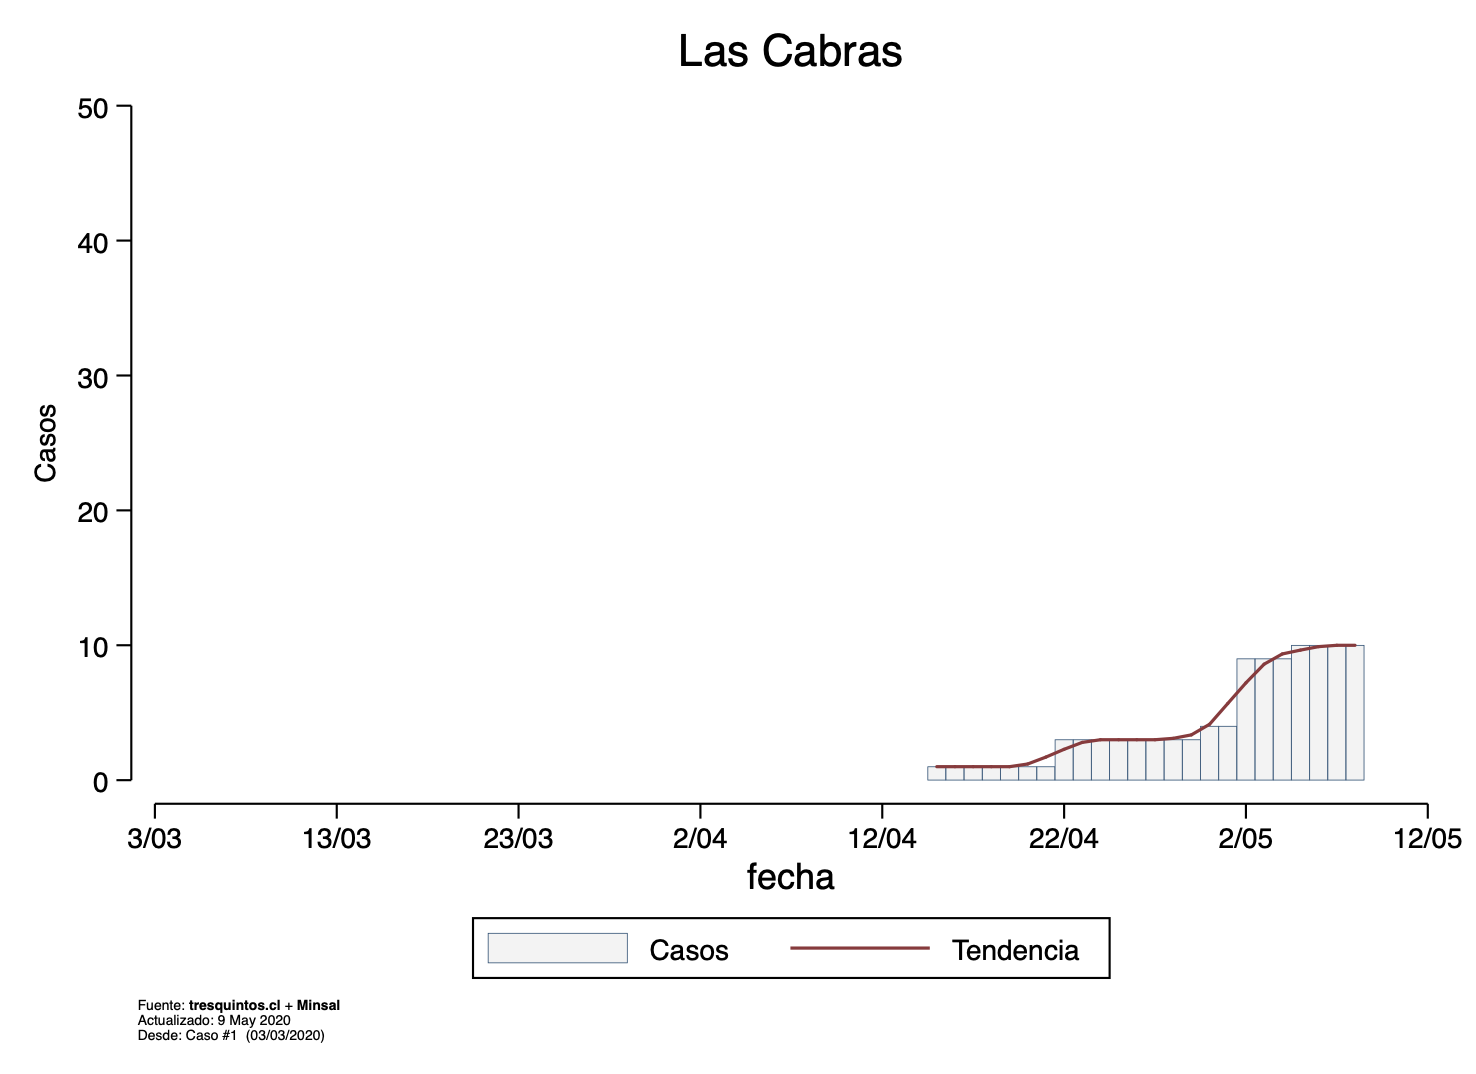 Las Cabras
50
40
30
20
10
0
Casos
3/03 13/03 23/03 2/04 12/04 22/04 2/05 12/05
fecha
Casos Tendencia
Fuente: tresquintos.cl + Minsal
Actualizado: 9 May 2020
Desde: Caso #1 (03/03/2020)